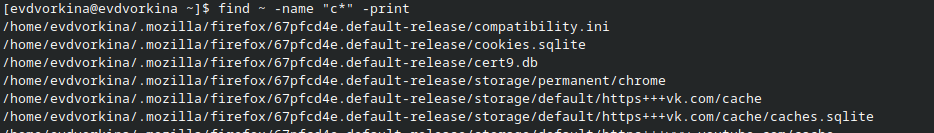 [evdvorkina@evdvorkina ~]$ find ~ -name "c*" -print
/home/evdvorkina/.mozilla/firefox/67pfcd4e.default-release/compatibility.ini
/home/evdvorkina/.mozilla/firefox/67pfcd4e.default-release/cookies.sqlite
/home/evdvorkina/.mozilla/firefox/67pfcd4e.default-release/cert9.db
/home/evdvorkina/.mozilla/firefox/67pfcd4e.default-release/storage/permanent/chrome
/home/evdvorkina/.mozilla/firefox/67pfcd4e.default-release/storage/default/https+++vk.com/cache
/home/evdvorkina/.mozilla/firefox/67pfcd4e.default-release/storage/default/https+++vk.com/cache/caches.sqlite